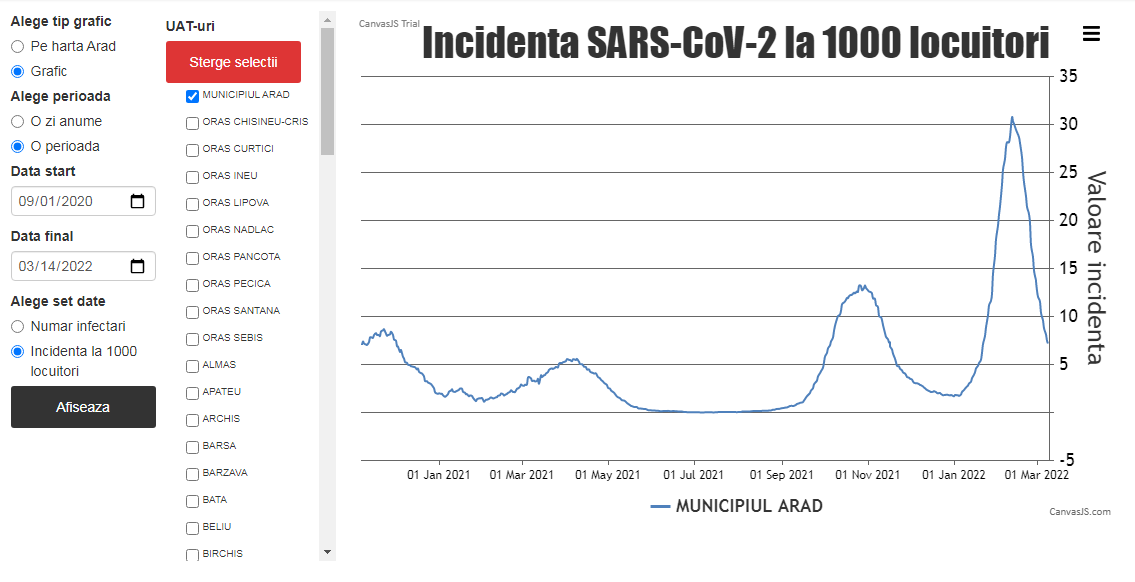 Alege tip grafic
Pe harta Arad
Grafic
Alege perioada
O zi anume
O perioada
Data start
09/01/2020
Data final
03/14/2022
Alege set date
Numar infectari
Incidenta la 1000
locuitori
Afiseaza
UAT-uri
Sterge selectii
MUNICIPIUL ARAD
ORAS CHISINEU-CRIS
ORAS CURTICI
ORAS INEU
ORAS LIPOVA
ORAS NADLAC
ORAS PANCOTA
ORAS PECICA
ORAS SANTANA
ORAS SEBIS
ALMAS
APATEU
ARCHIS
BARSA
BARZAVA
BATA
BELIU
BIRCHIS
CanvasJS Trial
Incidenta SARS-CoV-2 la 1000 locuitori
35
30
25
20
15
10
5
-5
Valoare incidenta
01 Jan 2021 01 Mar 2021 01 May 2021 01 Jul 2021 01 Sep 2021 01 Nov 2021 01 Jan 2022 01 Mar 2022
MUNICIPIUL ARAD
CanvasJS.com